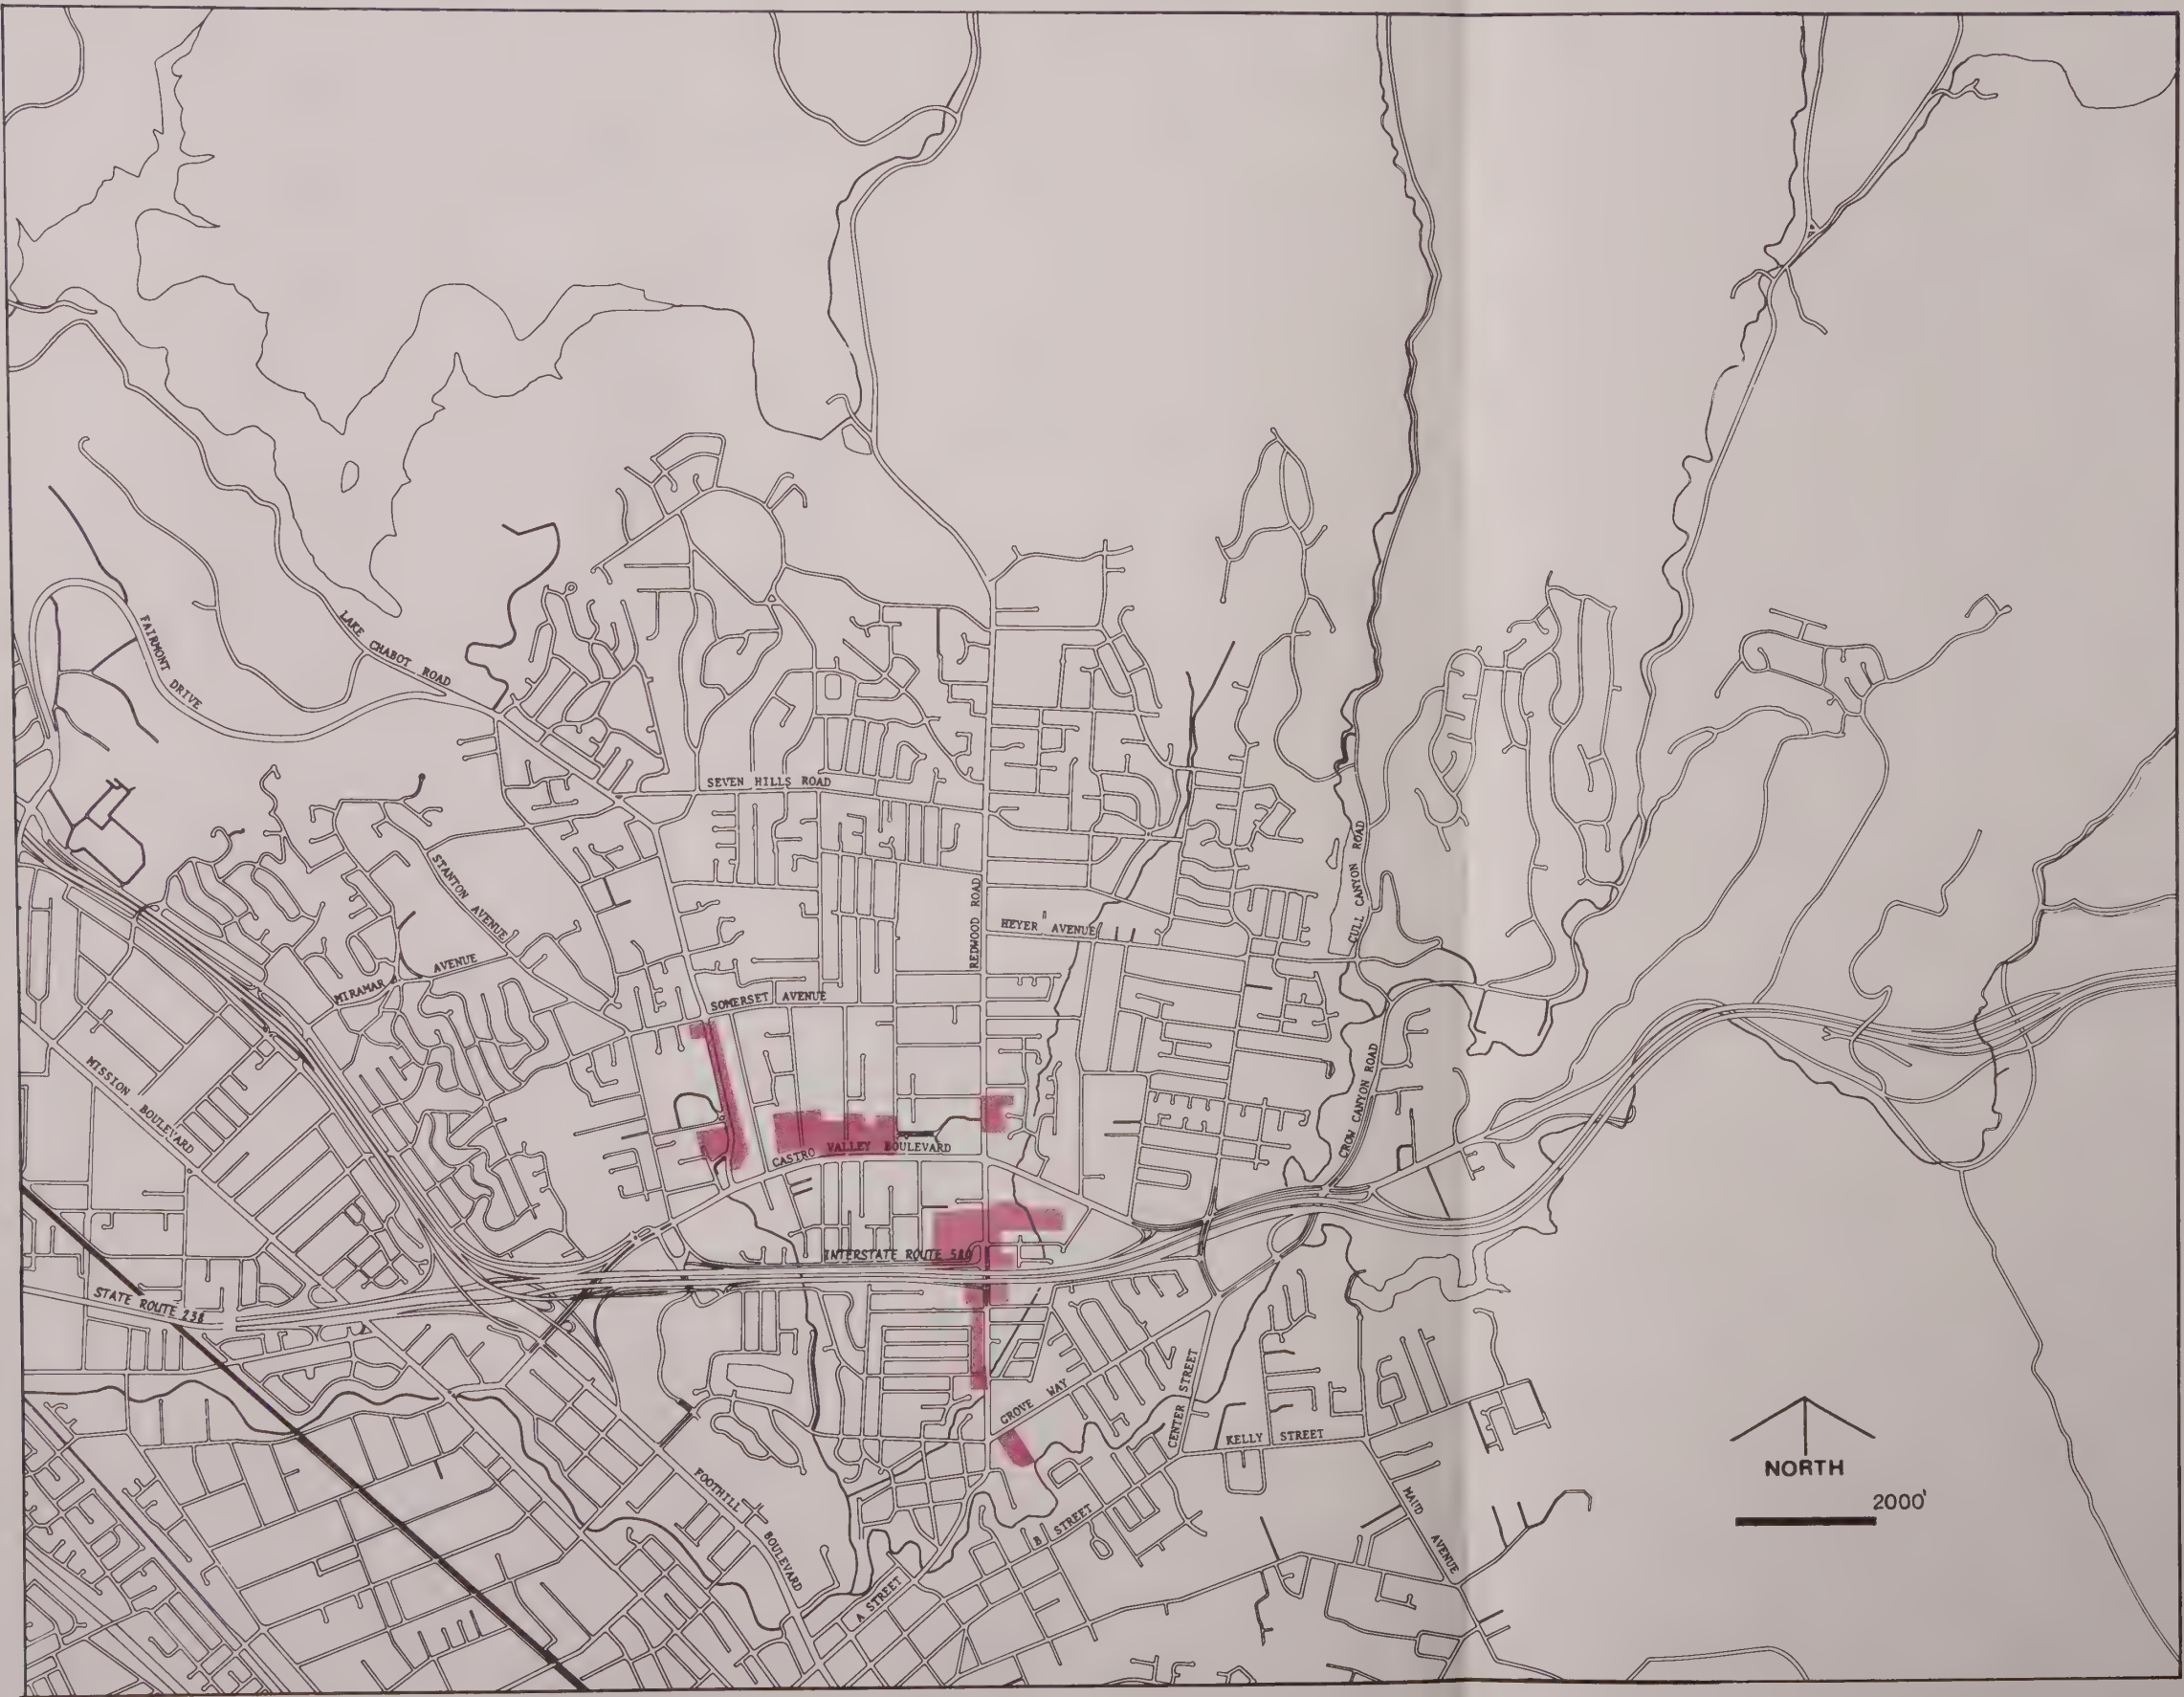 LAKE CHABOT ROAD
FAIRMONT DRIVE
SEVEN HILLS ROAD
STANTON AVENUE
CULL CANYON ROAD
REDWOOD ROAD
HEYER AVENUE
MIRAMAR AVENUE
SOMERSET AVENUE
MISSION BOULEVARD
CROW CANYON ROAD
CASTRO VALLEY BOULEVARD
INTERSTATE ROUTE 580
STATE ROUTE 238
GROVE WAY
CENTER STREET
KELLY STREET
NORTH
2000'
FOOTHILL BOULEVARD
MAUD AVENUE
B STREET
A STREET